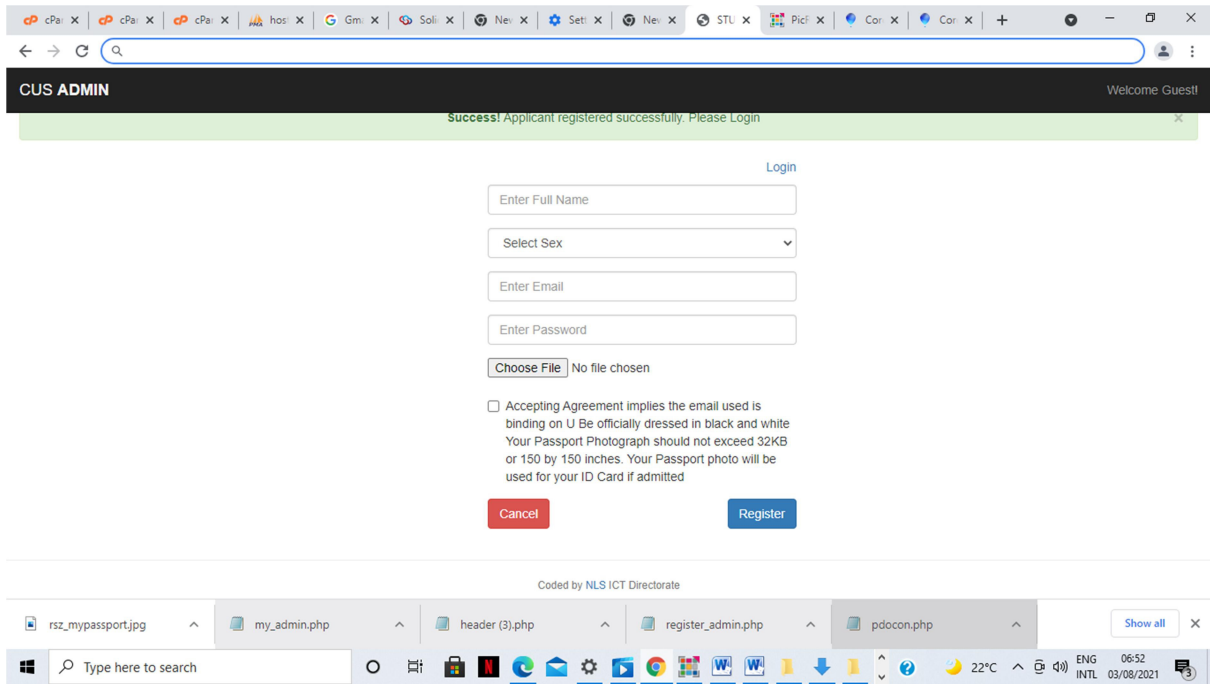 cPa cPa cPa hos Gm Soli Ne Sett Ne STU Pic Cor Cor
CUS ADMIN Welcome Guest!
Success! Applicant registered successfully. Please Login ×
Login
Enter Full Name
Select Sex
Enter Email
Enter Password
Choose File No file chosen
Accepting Agreement implies the email used is
binding on U Be officially dressed in black and white
Your Passport Photograph should not exceed 32KB
or 150 by 150 inches. Your Passport photo will be
used for your ID Card if admitted
Cancel Register
Coded by NLS ICT Directorate
rsz_mypassport.jpg my_admin.php header (3).php register_admin.php pdocon.php Show all
Type here to search 22°C ENG 06:52
INTL 03/08/2021 3